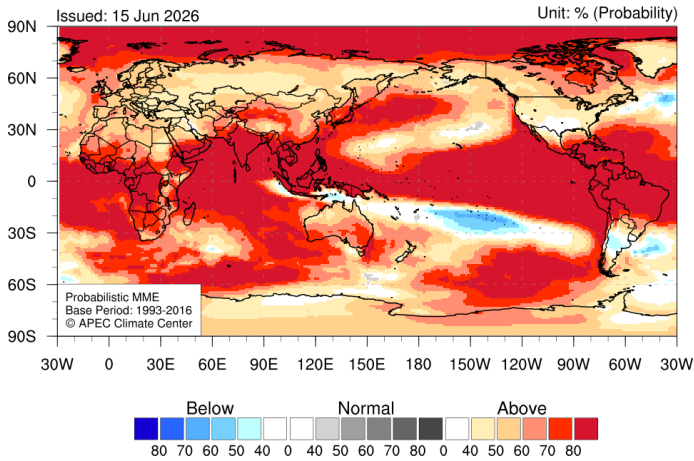 Issued: 15 Jun 2026
Unit: % (Probability)
90N
60N
30N
0
30S
60S
90S
Probabilistic MME
Base Period: 1993-2016
© APEC Climate Center
30W 0 30E 60E 90E 120E 150E 180 150W 120W 90W 60W 30W
Below Normal Above
80 70 60 50 40 0 40 50 60 70 80 0 40 50 60 70 80